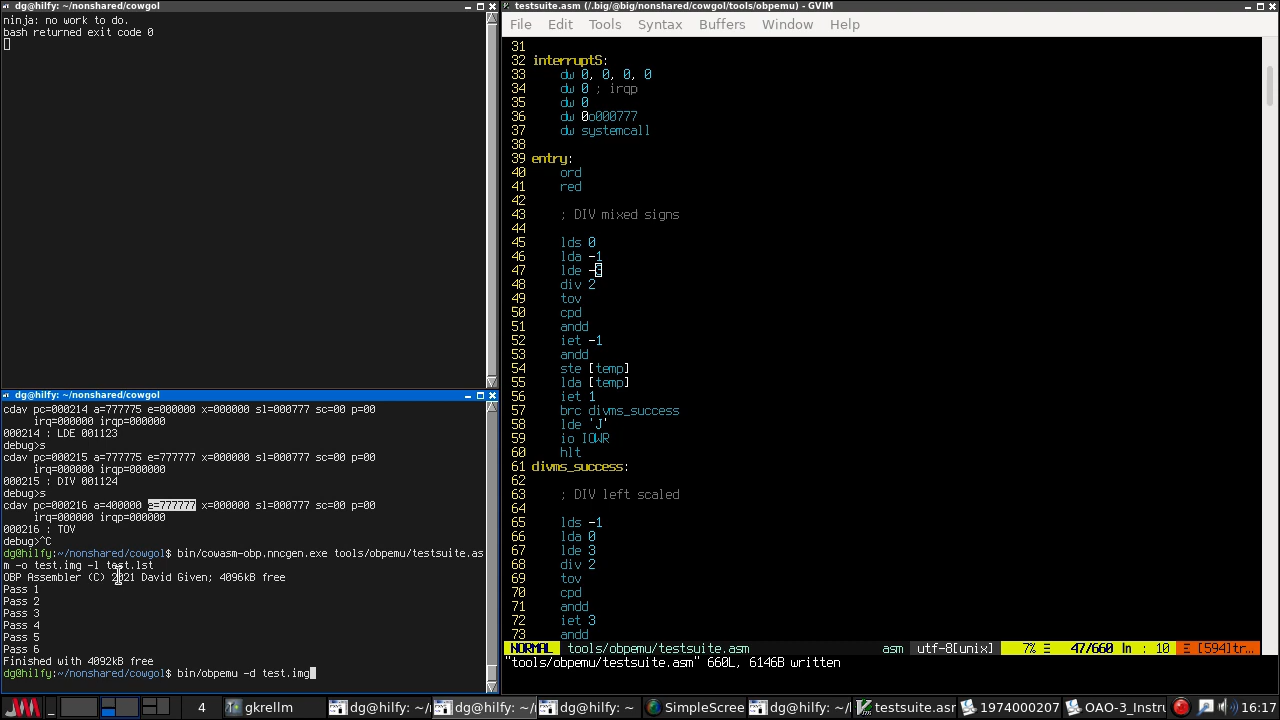 dg@hilfy: ~/nonshared/cowgol
ninja: no work to do.
bash returned exit code 0
dg@hilfy: ~/nonshared/cowgol
cdav pc=000214 a=777775 e=000000 x=000000 sl=000777 sc=00 p=00
irq=000000 irqp=000000
000214 : LDE 001123
debug>s
cdav pc=000215 a=777775 e=777777 x=000000 sl=000777 sc=00 p=00
irq=000000 irqp=000000
000215 : DIV 001124
debug>s
cdav pc=000216 a=400000 e=777777 x=000000 sl=000777 sc=00 p=00
irq=000000 irqp=000000
000216 : TOV
debug>^C
dg@hilfy:~/nonshared/cowgol$ bin/cowasm-obp.nncgen.exe tools/obpemu/testsuite.as
m -o test.img -l test.lst
OBP Assembler (C) 2021 David Given; 4096kB free
Pass 1
Pass 2
Pass 3
Pass 4
Pass 5
Pass 6
Finished with 4092kB free
dg@hilfy:~/nonshared/cowgol$ bin/obpemu -d test.img
testsuite.asm (/.big/@big/nonshared/cowgol/tools/obpemu) - GVIM
File Edit Tools Syntax Buffers Window Help
31
32 interruptS:
33 dw 0, 0, 0, 0
34 dw 0 ; irqp
35 dw 0
36 dw 0o000777
37 dw systemcall
38
39 entry:
40 ord
41 red
42
43 ; DIV mixed signs
44
45 lds 0
46 lda -1
47 lde -3
48 div 2
49 tov
50 cpd
51 andd
52 iet -1
53 andd
54 ste [temp]
55 lda [temp]
56 iet 1
57 brc divms_success
58 lde 'J'
59 io IOWR
60 hlt
61 divms_success:
62
63 ; DIV left scaled
64
65 lds -1
66 lda 0
67 lde 3
68 div 2
69 tov
70 cpd
71 andd
72 iet 3
73 andd
NORMAL tools/obpemu/testsuite.asm asm utf-8[unix] 7% ☰ 47/660 ln : 10 Ξ [594]tr…
"tools/obpemu/testsuite.asm" 660L, 6146B written
4 gkrellm dg@hilfy: ~/ dg@hilfy: ~/ dg@hilfy: ~ SimpleScree dg@hilfy: ~/ testsuite.asr 1974000207 OAO-3_Instru 16:17